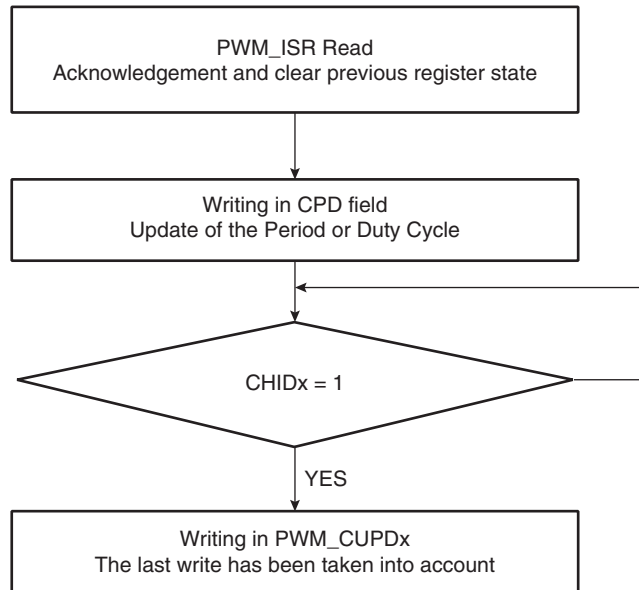 PWM_ISR Read
Acknowledgement and clear previous register state
Writing in CPD field
Update of the Period or Duty Cycle
CHIDx = 1
YES
Writing in PWM_CUPDx
The last write has been taken into account